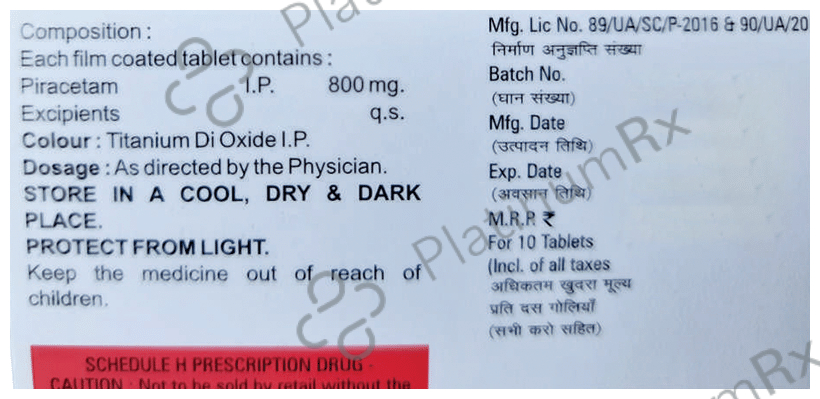 Composition :
Each film coated tablet contains :
Piracetam I.P. 800 mg.
Excipients q.s.
Colour : Titanium Di Oxide I.P.
Dosage : As directed by the Physician.
STORE IN A COOL, DRY & DARK
PLACE.
PROTECT FROM LIGHT.
Keep the medicine out of reach of
children.
SCHEDULE H PRESCRIPTION DRUG -
CAUTION : Not to be sold by retail without the
Mfg. Lic No. 89/UA/SC/P-2016 & 90/UA/20
निर्माण अनुज्ञप्ति संख्या
Batch No.
(घान संख्या)
Mfg. Date
(उत्पादन तिथि)
Exp. Date
(अवसान तिथि)
M.R.P. ₹
For 10 Tablets
(Incl. of all taxes
अधिकतम खुदरा मूल्य
प्रति दस गोलियाँ
(सभी करो सहित)
PlatinumRx
PlatinumRx
mRx